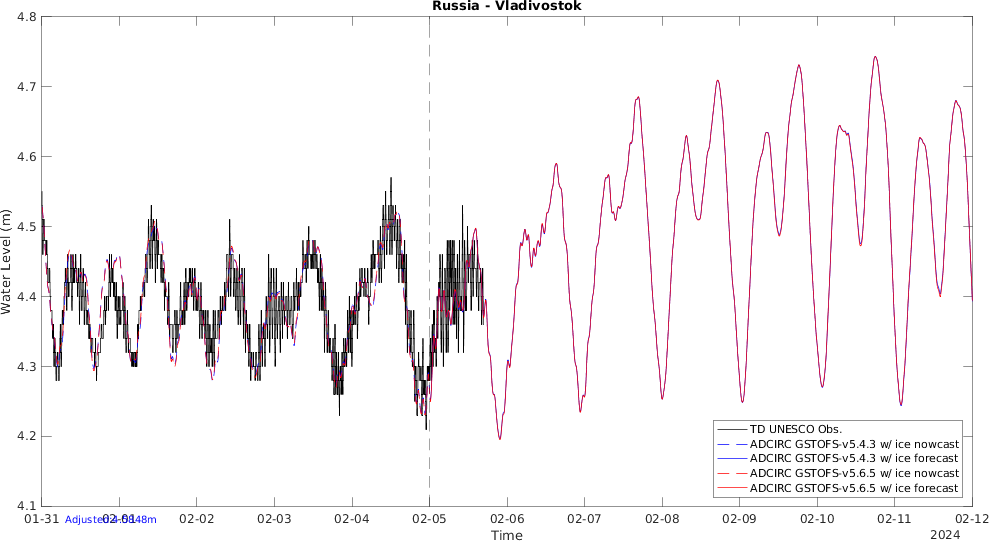 Russia - Vladivostok
4.8
4.7
4.6
4.5
4.4
4.3
4.2
4.1
Water Level (m)
TD UNESCO Obs.
ADCIRC GSTOFS-v5.4.3 w/ ice nowcast
ADCIRC GSTOFS-v5.4.3 w/ ice forecast
ADCIRC GSTOFS-v5.6.5 w/ ice nowcast
ADCIRC GSTOFS-v5.6.5 w/ ice forecast
01-31 02-01 02-02 02-03 02-04 02-05 02-06 02-07 02-08 02-09 02-10 02-11 02-12
Time
2024